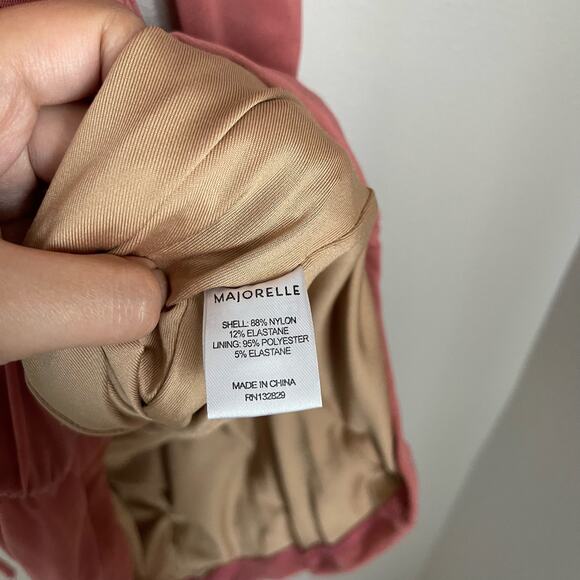 MAJORELLE
SHELL: 88% NYLON
12% ELASTANE
LINING: 95% POLYESTER
5% ELASTANE
MADE IN CHINA
RN132829